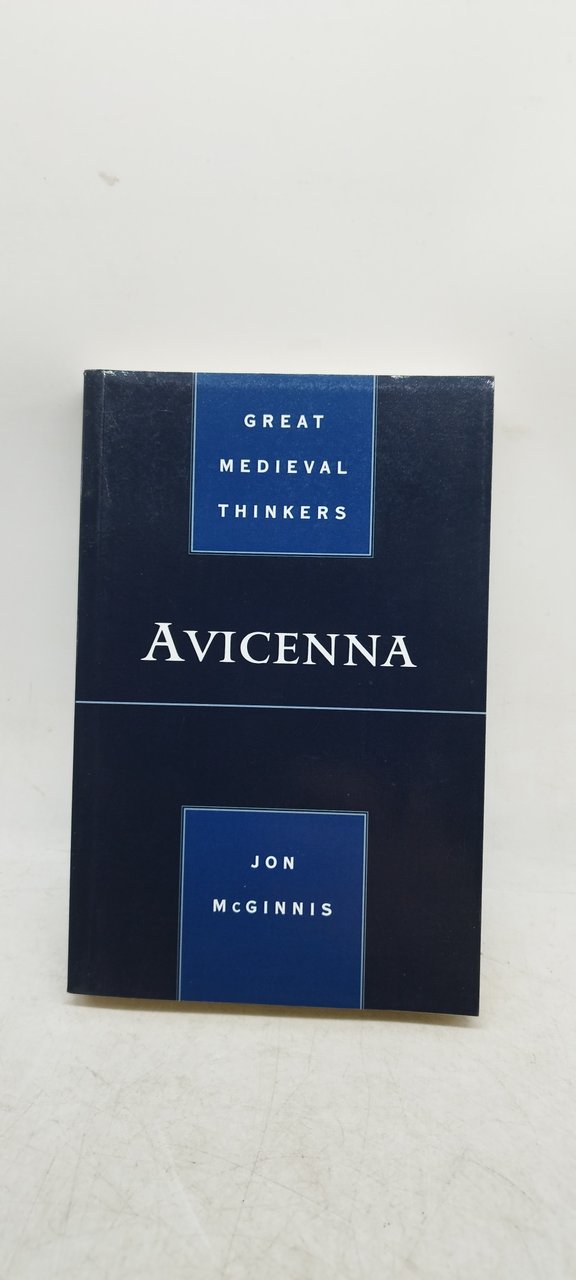 GREAT
MEDIEVAL
THINKERS
AVICENNA
JON
McGINNIS